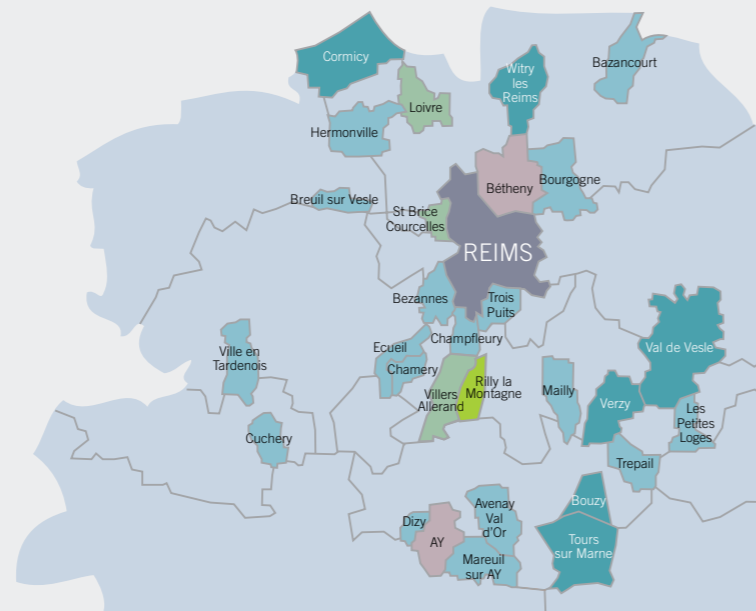 Cormicy
Witry
les
Reims
Bazancourt
Loivre
Hermonville
Bétheny
Bourgogne
Breuil sur Vesle
St Brice
Courcelles
REIMS
Bezannes
Trois
Puits
Champfleury
Val de Vesle
Ville en
Tardenois
Ecueil
Chamery
Villers
Allerand
Rilly la
Montagne
Mailly
Verzy
Les
Petites
Loges
Cuchery
Trepail
Bouzy
Avenay
Val
d'Or
Dizy
AY
Mareuil
sur AY
Tours
sur Marne